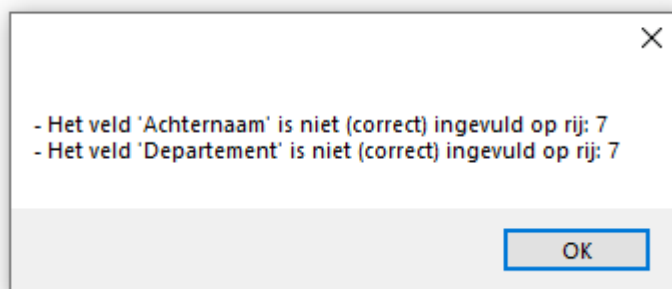 - Het veld 'Achternaam' is niet (correct) ingevuld op rij: 7
- Het veld 'Departement' is niet (correct) ingevuld op rij: 7
OK